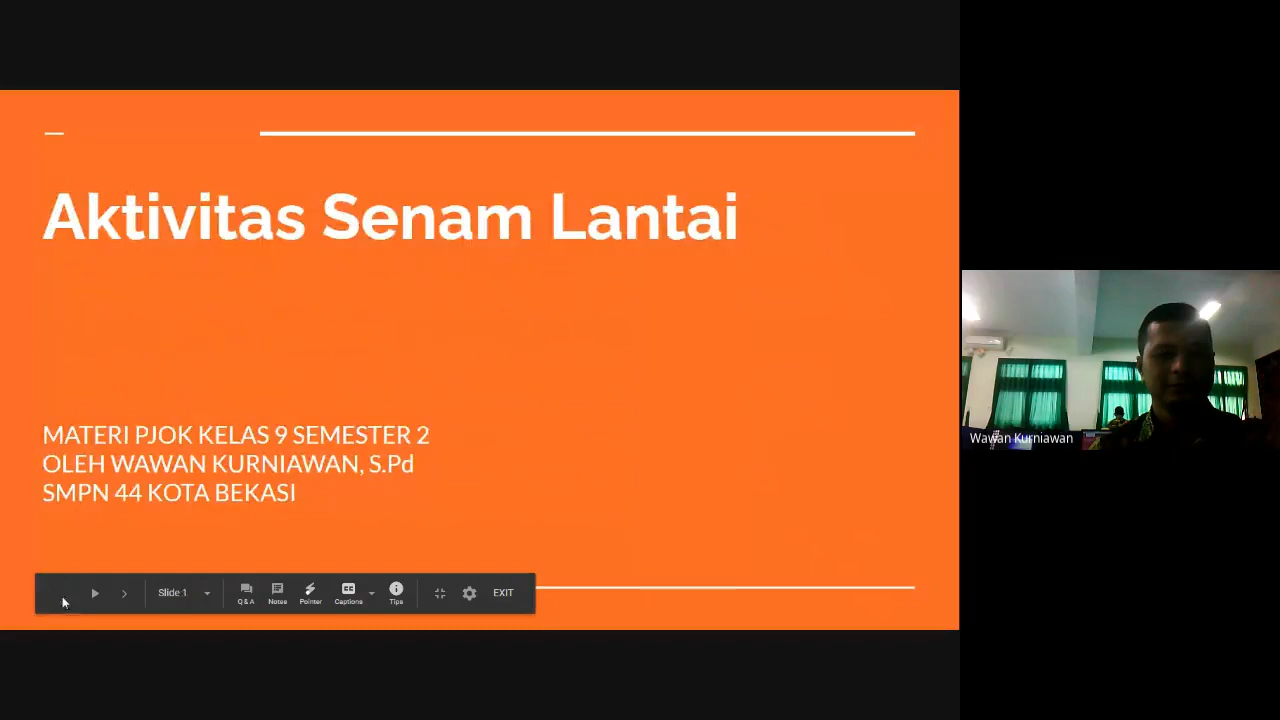 Aktivitas Senam Lantai
MATERI PJOK KELAS 9 SEMESTER 2
OLEH WAWAN KURNIAWAN, S.Pd
SMPN 44 KOTA BEKASI
Slide 1
Q & A
Notes
Pointer
Captions
Tips
EXIT
Wawan Kurniawan